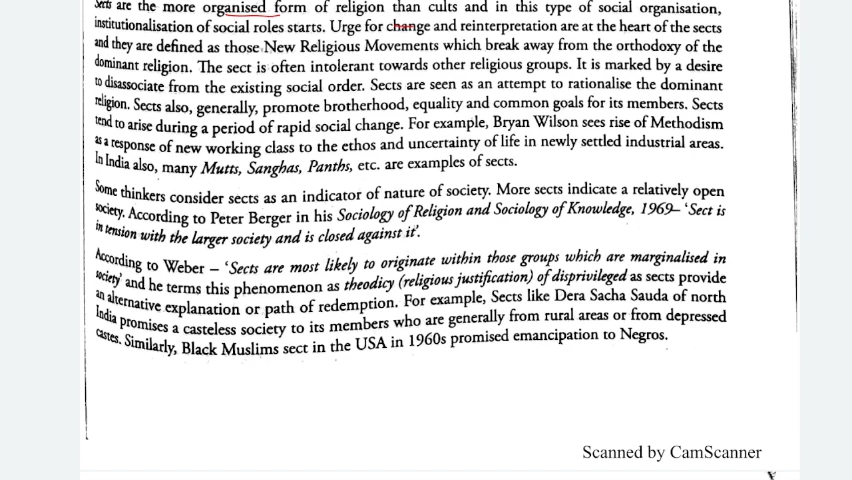 Sects are the more organised form of religion than cults and in this type of social organisation,
institutionalisation of social roles starts. Urge for change and reinterpretation are at the heart of the sects
and they are defined as those New Religious Movements which break away from the orthodoxy of the
dominant religion. The sect is often intolerant towards other religious groups. It is marked by a desire
to disassociate from the existing social order. Sects are seen as an attempt to rationalise the dominant
religion. Sects also, generally, promote brotherhood, equality and common goals for its members. Sects
tend to arise during a period of rapid social change. For example, Bryan Wilson sees rise of Methodism
as a response of new working class to the ethos and uncertainty of life in newly settled industrial areas.
In India also, many Mutts, Sanghas, Panths, etc. are examples of sects.
Some thinkers consider sects as an indicator of nature of society. More sects indicate a relatively open
society. According to Peter Berger in his Sociology of Religion and Sociology of Knowledge, 1969– ‘Sect is
in tension with the larger society and is closed against it’.
According to Weber – ‘Sects are most likely to originate within those groups which are marginalised in
society’ and he terms this phenomenon as theodicy (religious justification) of disprivileged as sects provide
an alternative explanation or path of redemption. For example, Sects like Dera Sacha Sauda of north
India promises a casteless society to its members who are generally from rural areas or from depressed
castes. Similarly, Black Muslims sect in the USA in 1960s promised emancipation to Negros.
Scanned by CamScanner